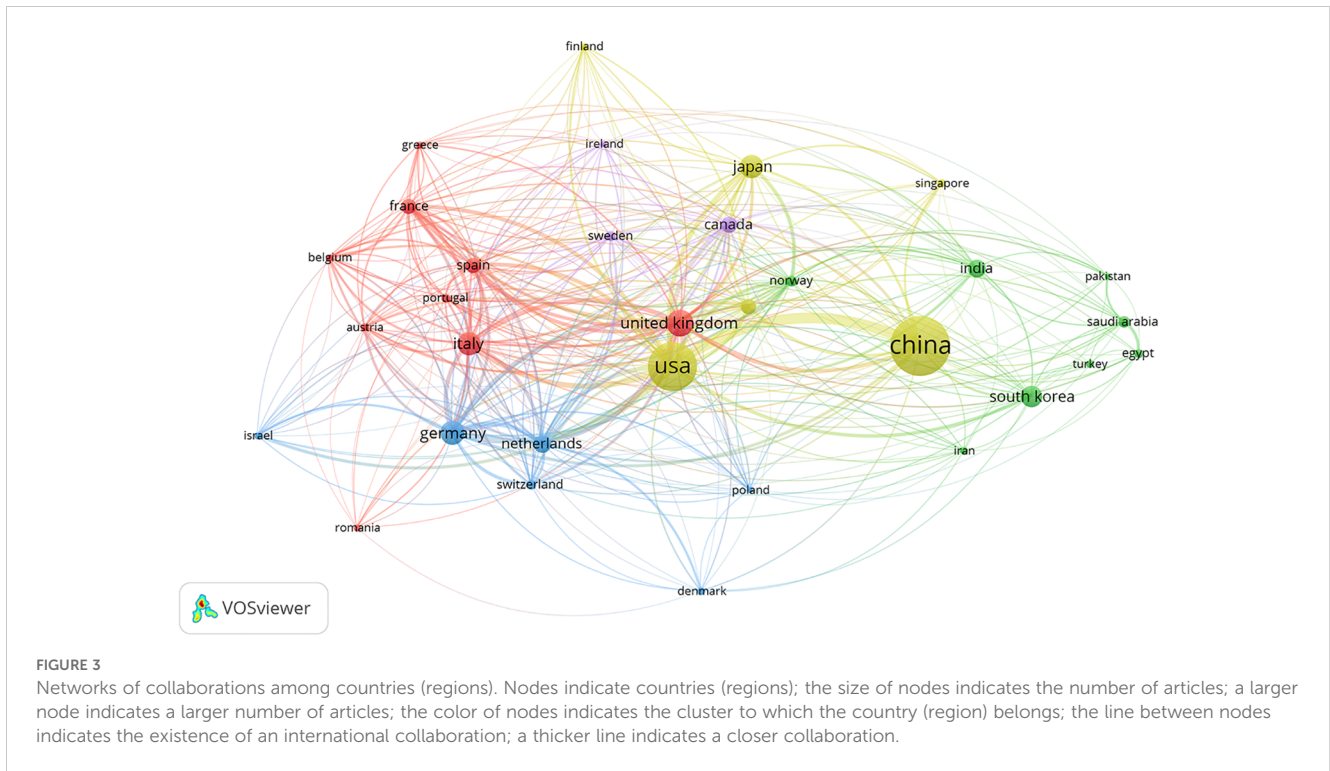 finland
greece
ireland
japan
singapore
france
canada
sweden
belgium
spain
india
pakistan
norway
portugal
united kingdom
saudi arabia
austria
italy
china
egypt
usa
turkey
south korea
israel
germany
netherlands
iran
switzerland
poland
romania
denmark
VOSviewer
FIGURE 3
Networks of collaborations among countries (regions). Nodes indicate countries (regions); the size of nodes indicates the number of articles; a larger
node indicates a larger number of articles; the color of nodes indicates the cluster to which the country (region) belongs; the line between nodes
indicates the existence of an international collaboration; a thicker line indicates a closer collaboration.